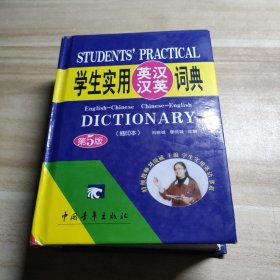 STUDENTS' PRACTICAL
学生实用英汉汉英词典
English-Chinese Chinese-English
DICTIONARY
(缩印本)
第5版
中国青年出版社